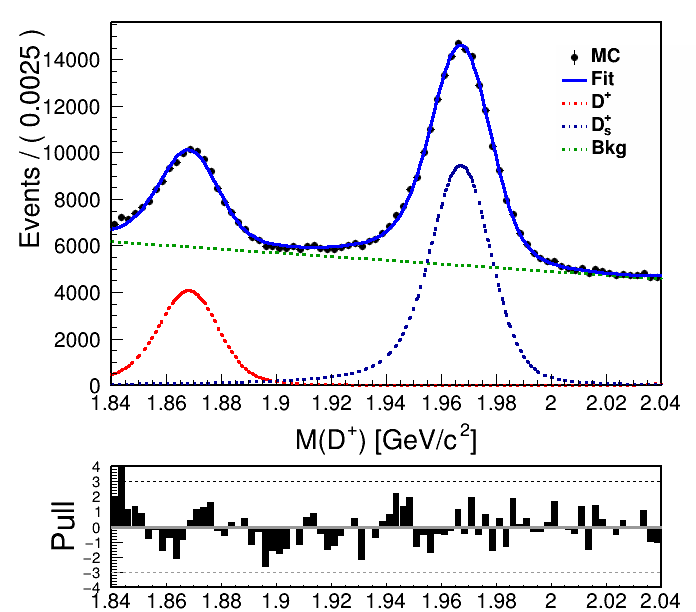 Events / ( 0.0025 )
14000
12000
10000
8000
6000
4000
2000
0
MC
Fit
D⁺
Dₛ⁺
Bkg
1.84 1.86 1.88 1.9 1.92 1.94 1.96 1.98 2 2.02 2.04
M(D⁺) [GeV/c²]
Pull
4
3
2
1
0
−1
−2
−3
−4
1.84 1.86 1.88 1.9 1.92 1.94 1.96 1.98 2 2.02 2.04